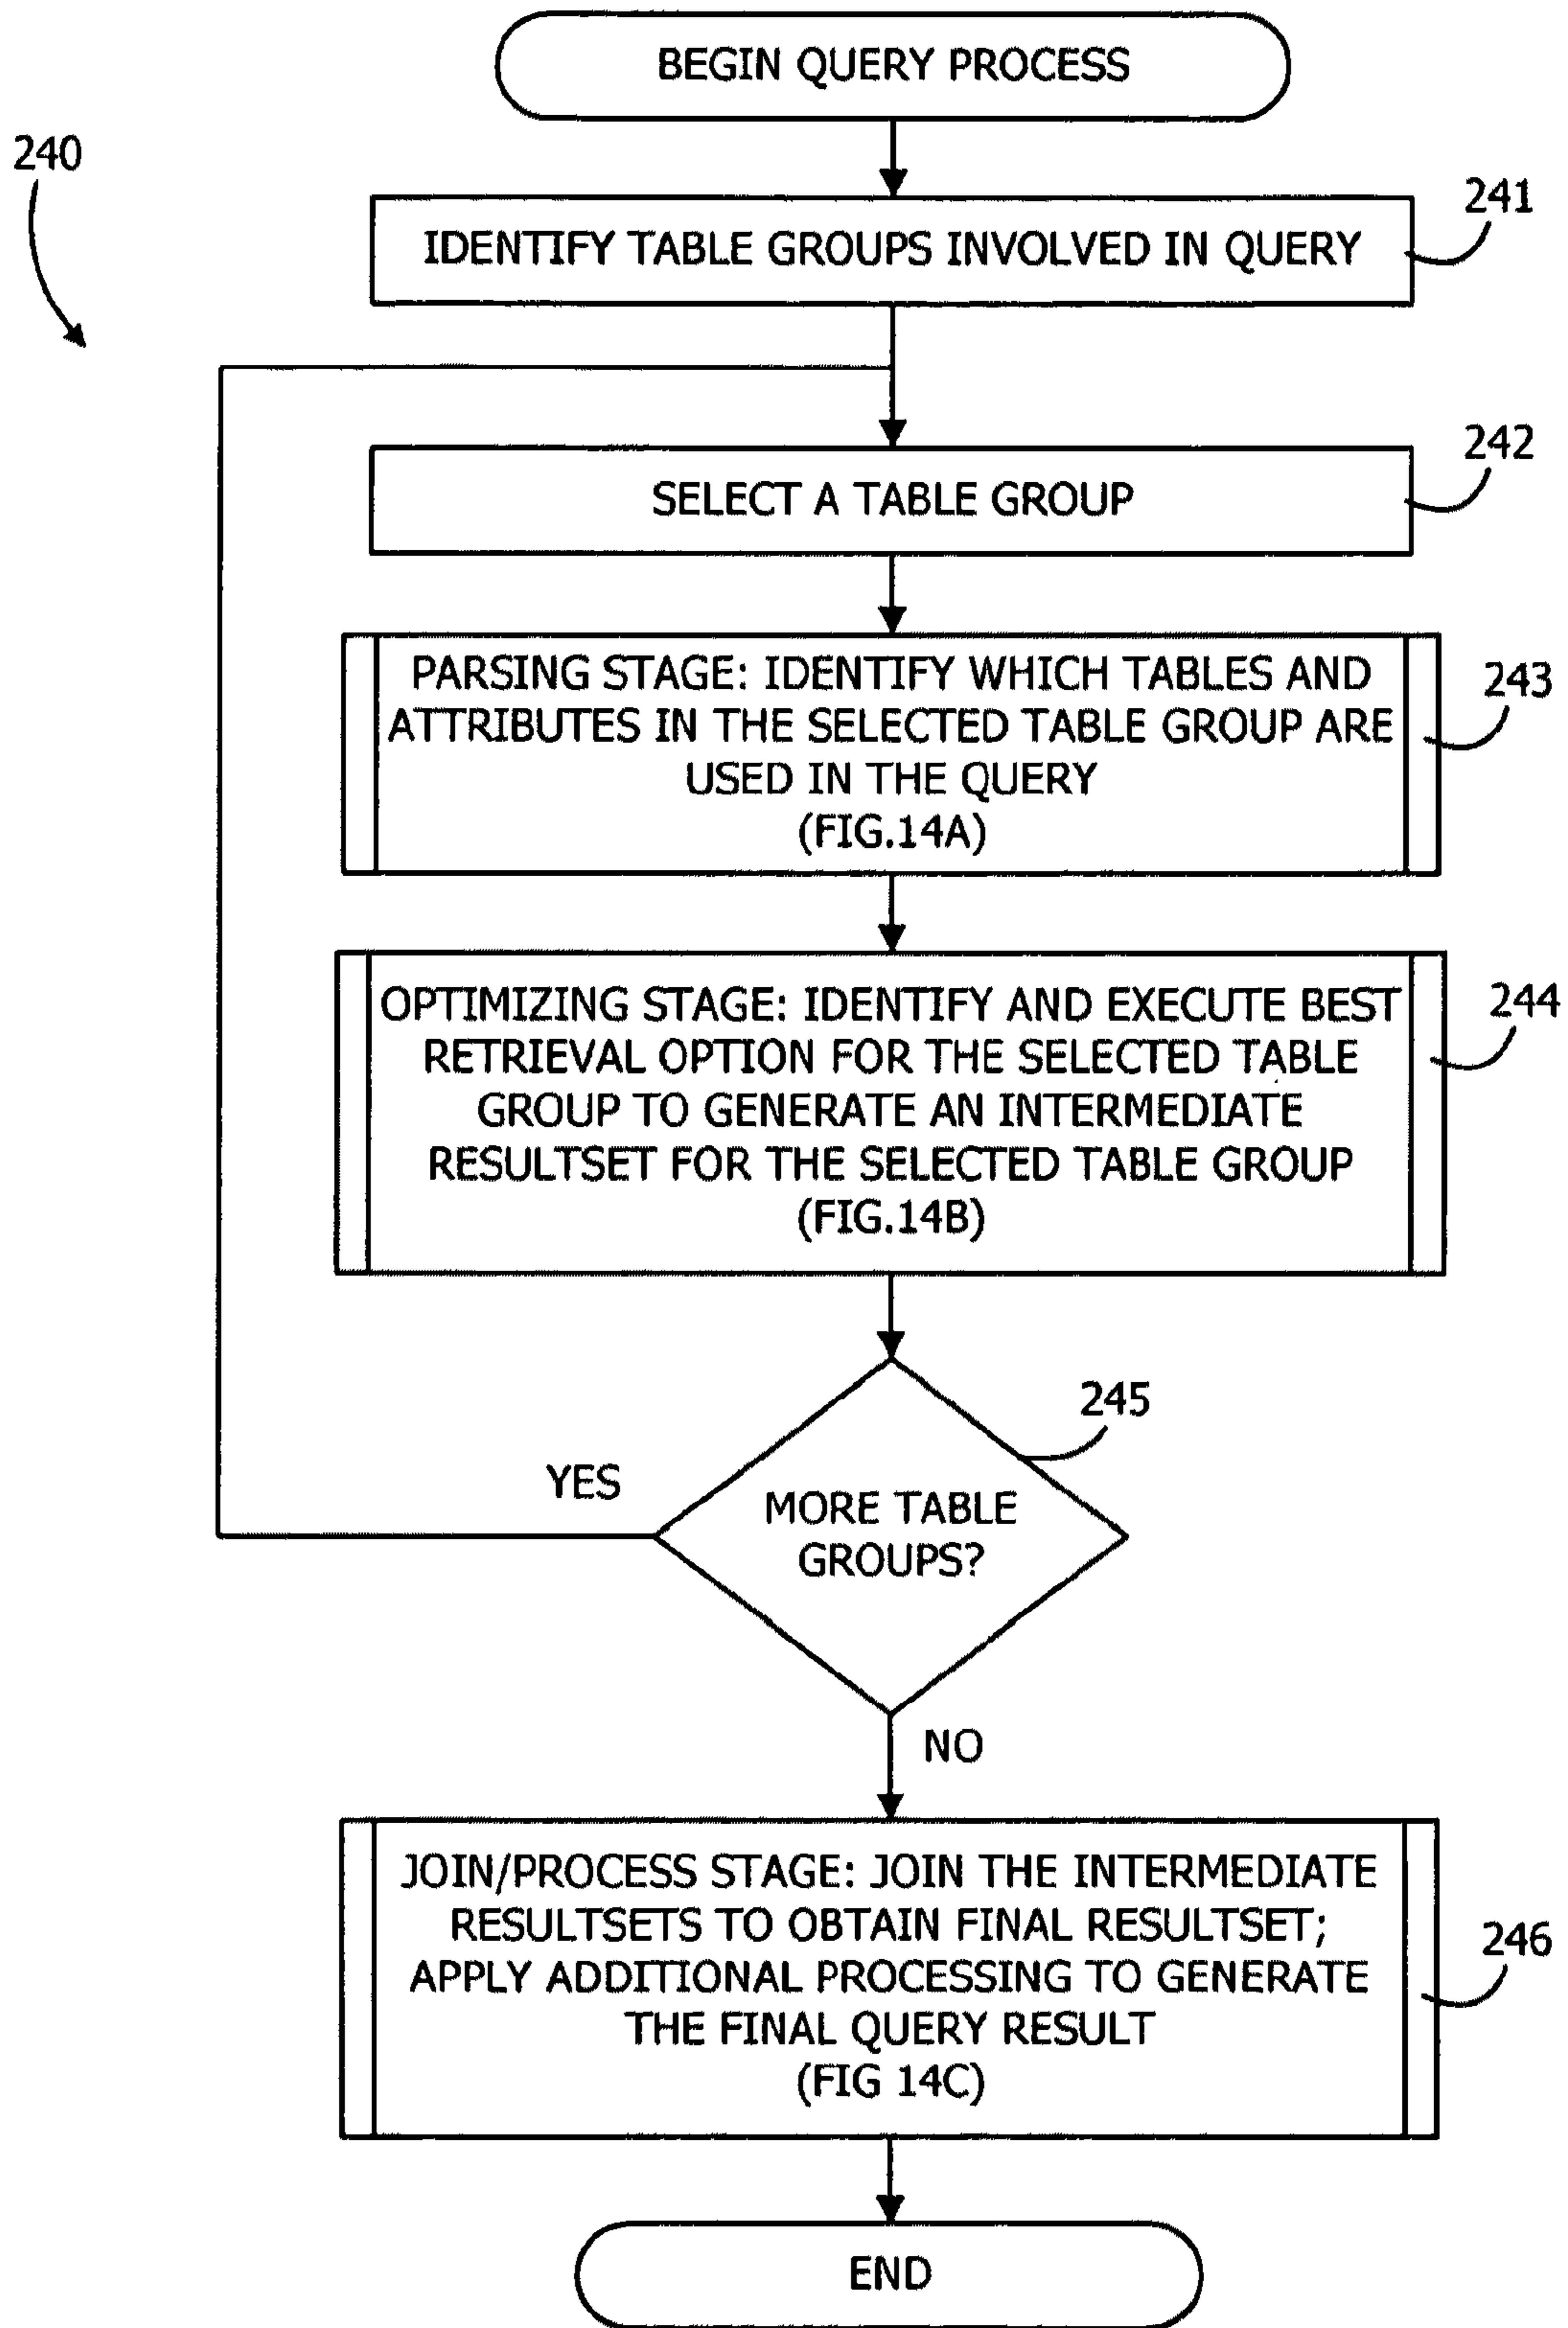 BEGIN QUERY PROCESS
240
241
IDENTIFY TABLE GROUPS INVOLVED IN QUERY
242
SELECT A TABLE GROUP
243
PARSING STAGE: IDENTIFY WHICH TABLES AND
ATTRIBUTES IN THE SELECTED TABLE GROUP ARE
USED IN THE QUERY
(FIG.14A)
244
OPTIMIZING STAGE: IDENTIFY AND EXECUTE BEST
RETRIEVAL OPTION FOR THE SELECTED TABLE
GROUP TO GENERATE AN INTERMEDIATE
RESULTSET FOR THE SELECTED TABLE GROUP
(FIG.14B)
245
YES
MORE TABLE
GROUPS?
NO
JOIN/PROCESS STAGE: JOIN THE INTERMEDIATE
RESULTSETS TO OBTAIN FINAL RESULTSET;
APPLY ADDITIONAL PROCESSING TO GENERATE
THE FINAL QUERY RESULT
(FIG 14C)
246
END